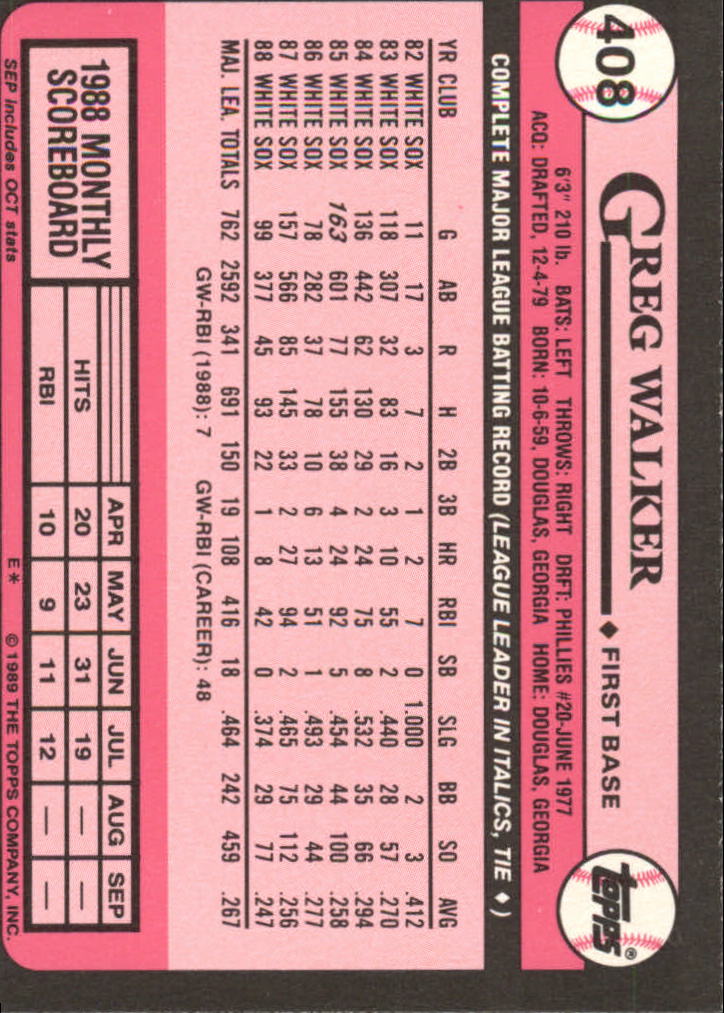 408
GREG WALKER ♦ FIRST BASE
topps®
6'3" 210 lb. BATS: LEFT THROWS: RIGHT DRFT: PHILLIES #20-JUNE 1977
ACQ: DRAFTED, 12-4-79 BORN: 10-6-59, DOUGLAS, GEORGIA HOME: DOUGLAS, GEORGIA
COMPLETE MAJOR LEAGUE BATTING RECORD (LEAGUE LEADER IN ITALICS, TIE ♦)
YR CLUB G AB R H 2B 3B HR RBI SB SLG BB SO AVG
82 WHITE SOX 11 17 3 7 2 1 2 7 0 1.000 2 3 .412
83 WHITE SOX 118 307 32 83 16 3 10 55 2 .440 28 57 .270
84 WHITE SOX 136 442 62 130 29 2 24 75 8 .532 35 66 .294
85 WHITE SOX 163 601 77 155 38 4 24 92 5 .454 44 100 .258
86 WHITE SOX 78 282 37 78 10 6 13 51 1 .493 29 44 .277
87 WHITE SOX 157 566 85 145 33 2 27 94 2 .465 75 112 .256
88 WHITE SOX 99 377 45 93 22 1 8 42 0 .374 29 77 .247
MAJ. LEA. TOTALS 762 2592 341 691 150 19 108 416 18 .464 242 459 .267
GW-RBI (1988): 7 GW-RBI (CAREER): 48
1988 MONTHLY
SCOREBOARD
APR MAY JUN JUL AUG SEP
HITS 20 23 31 19 — —
RBI 10 9 11 12 — —
SEP includes OCT stats E* © 1989 THE TOPPS COMPANY, INC.